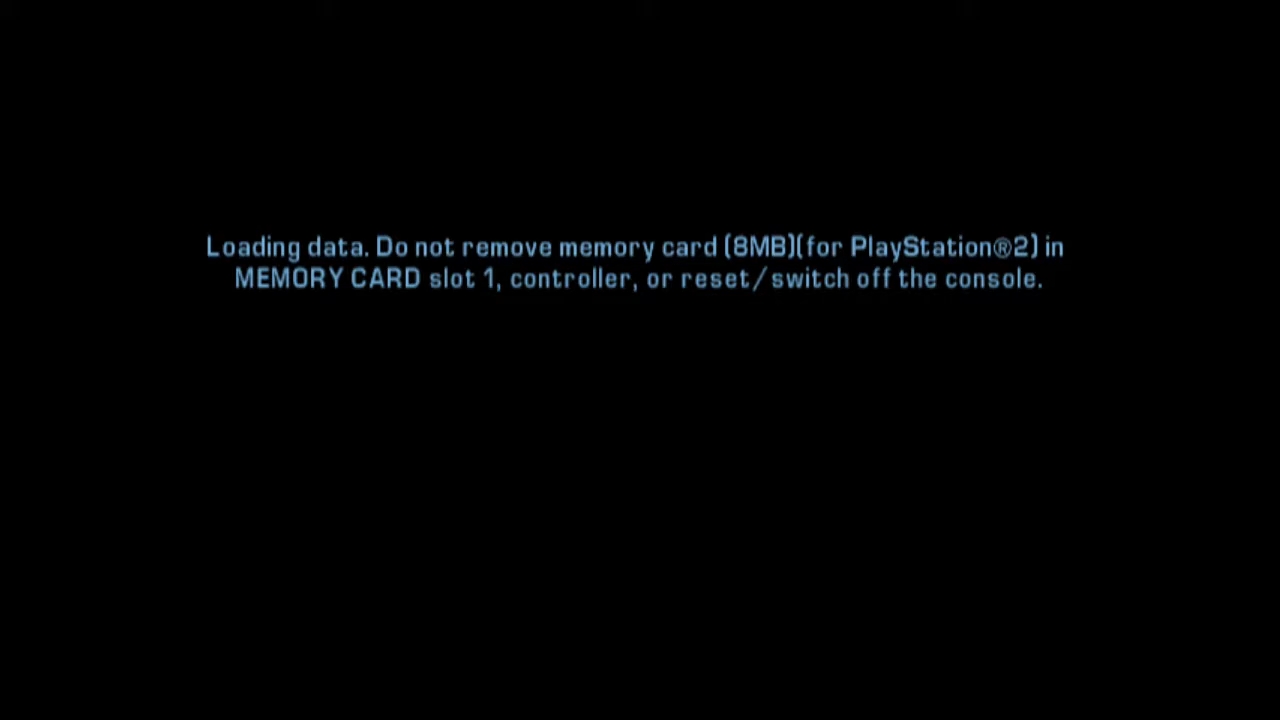 Loading data. Do not remove memory card (8MB)(for PlayStation®2) in
MEMORY CARD slot 1, controller, or reset/switch off the console.